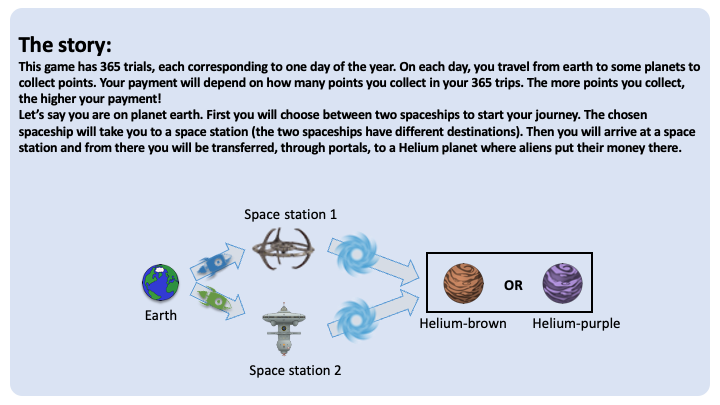 The story:
This game has 365 trials, each corresponding to one day of the year. On each day, you travel from earth to some planets to
collect points. Your payment will depend on how many points you collect in your 365 trips. The more points you collect,
the higher your payment!
Let’s say you are on planet earth. First you will choose between two spaceships to start your journey. The chosen
spaceship will take you to a space station (the two spaceships have different destinations). Then you will arrive at a space
station and from there you will be transferred, through portals, to a Helium planet where aliens put their money there.
Space station 1
Earth
OR
Helium-brown
Helium-purple
Space station 2